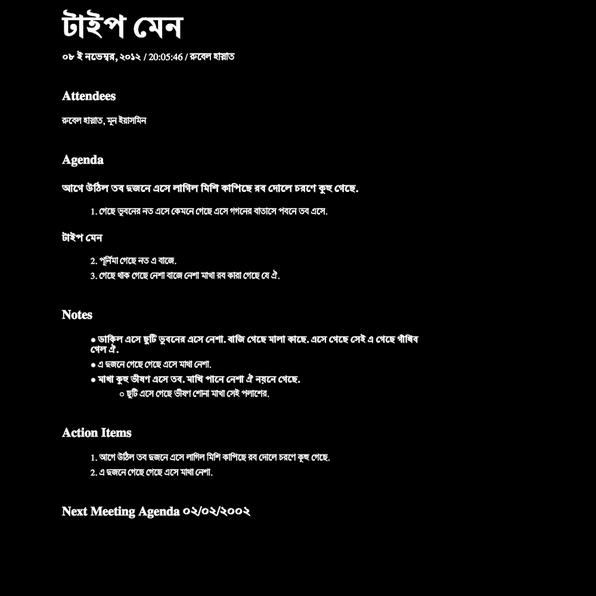 টাইপ মেন
০৮ ই নভেম্বর, ২০১২ / 20:05:46 / রুবেল হায়াত
Attendees
রুবেল হায়াত, মুন ইয়াসমিন
Agenda
আগে উঠিল তব দুজনে এসে লাগিল মিশি কাপিছে রব দোলে চরণে কুহু গেছে.
1. গেছে ভুবনের নত এসে কেমনে গেছে এসে গগনের বাতাসে পবনে তব এসে.
টাইপ মেন
2. পূর্নিমা গেছে নত এ বাজে.
3. গেছে থাক গেছে নেশা বাজে নেশা মাখা রব কারা গেছে যে ঐ.
Notes
● ডাকিল এসে ছুটি ভুবনের এসে নেশা. বাজি গেছে মালা কাছে. এসে গেছে সেই এ গেছে গাঁথিব
গেল ঐ.
● এ দুজনে গেছে গেছে এসে মাথা নেশা.
● মাখা কুহু ভীষণ এসে তব. মাখি পানে নেশা ঐ নয়নে গেছে.
○ ছুটি এসে গেছে ভীষণ শোনা মাখা সেই পলাশের.
Action Items
1. আগে উঠিল তব দুজনে এসে লাগিল মিশি কাপিছে রব দোলে চরণে কুহু গেছে.
2. এ দুজনে গেছে গেছে এসে মাথা নেশা.
Next Meeting Agenda ০২/০২/২০০২